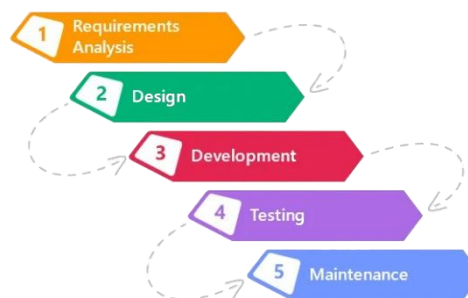 1
Requirements
Analysis
2
Design
3
Development
4
Testing
5
Maintenance